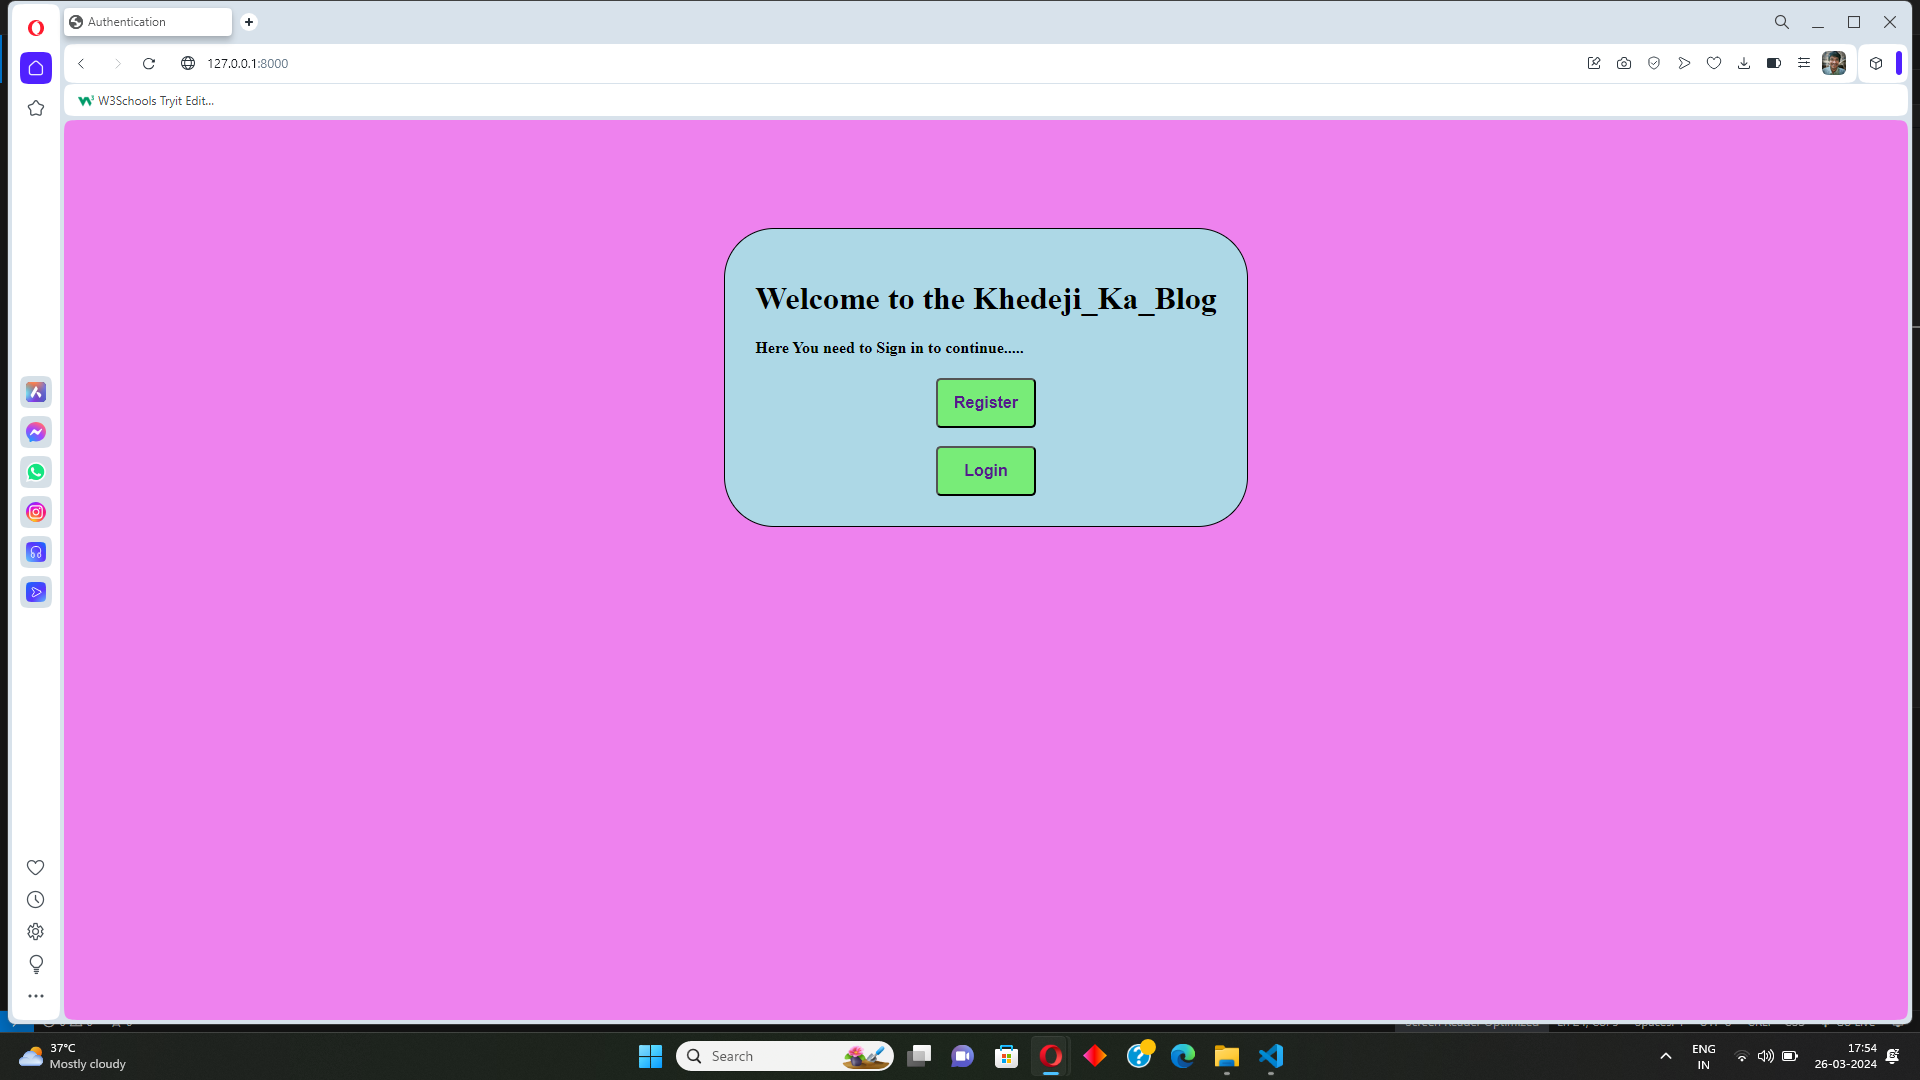 Authentication
127.0.0.1:8000
W3Schools Tryit Edit...
Welcome to the Khedeji_Ka_Blog
Here You need to Sign in to continue.....
Register
Login
37°C
Mostly cloudy
Search
ENG
IN
17:54
26-03-2024